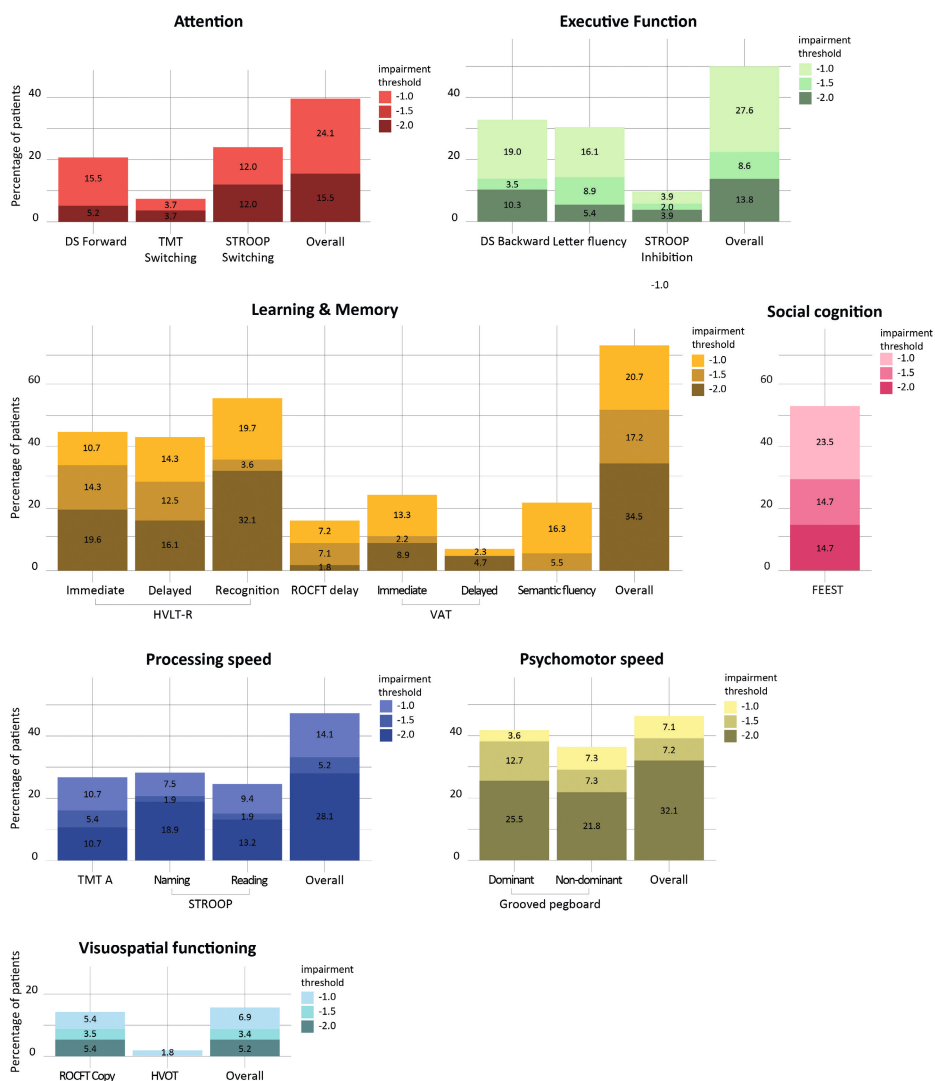 Attention
Executive Function
Percentage of patients
40
20
0
15.5
5.2
3.7
3.7
12.0
12.0
24.1
15.5
DS Forward
TMT Switching
STROOP Switching
Overall
impairment threshold
-1.0
-1.5
-2.0
40
20
0
19.0
3.5
10.3
16.1
8.9
5.4
3.9
2.0
3.9
27.6
8.6
13.8
DS Backward
Letter fluency
STROOP Inhibition
Overall
impairment threshold
-1.0
-1.5
-2.0
-1.0
Learning & Memory
Social cognition
Percentage of patients
60
40
20
0
10.7
14.3
19.6
14.3
12.5
16.1
19.7
3.6
32.1
7.2
7.1
1.8
13.3
2.2
8.9
2.3
4.7
16.3
5.5
20.7
17.2
34.5
Immediate
Delayed
Recognition
ROCFT delay
Immediate
Delayed
Semantic fluency
Overall
HVLT-R
VAT
impairment threshold
-1.0
-1.5
-2.0
60
40
20
0
23.5
14.7
14.7
FEEST
impairment threshold
-1.0
-1.5
-2.0
Processing speed
Psychomotor speed
Percentage of patients
40
20
0
10.7
5.4
10.7
7.5
1.9
18.9
9.4
1.9
13.2
14.1
5.2
28.1
TMT A
Naming
Reading
Overall
STROOP
impairment threshold
-1.0
-1.5
-2.0
40
20
0
3.6
12.7
25.5
7.3
7.3
21.8
7.1
7.2
32.1
Dominant
Non-dominant
Overall
Grooved pegboard
impairment threshold
-1.0
-1.5
-2.0
Visuospatial functioning
Percentage of patients
20
0
5.4
3.5
5.4
1.8
6.9
3.4
5.2
ROCFT Copy
HVOT
Overall
impairment threshold
-1.0
-1.5
-2.0